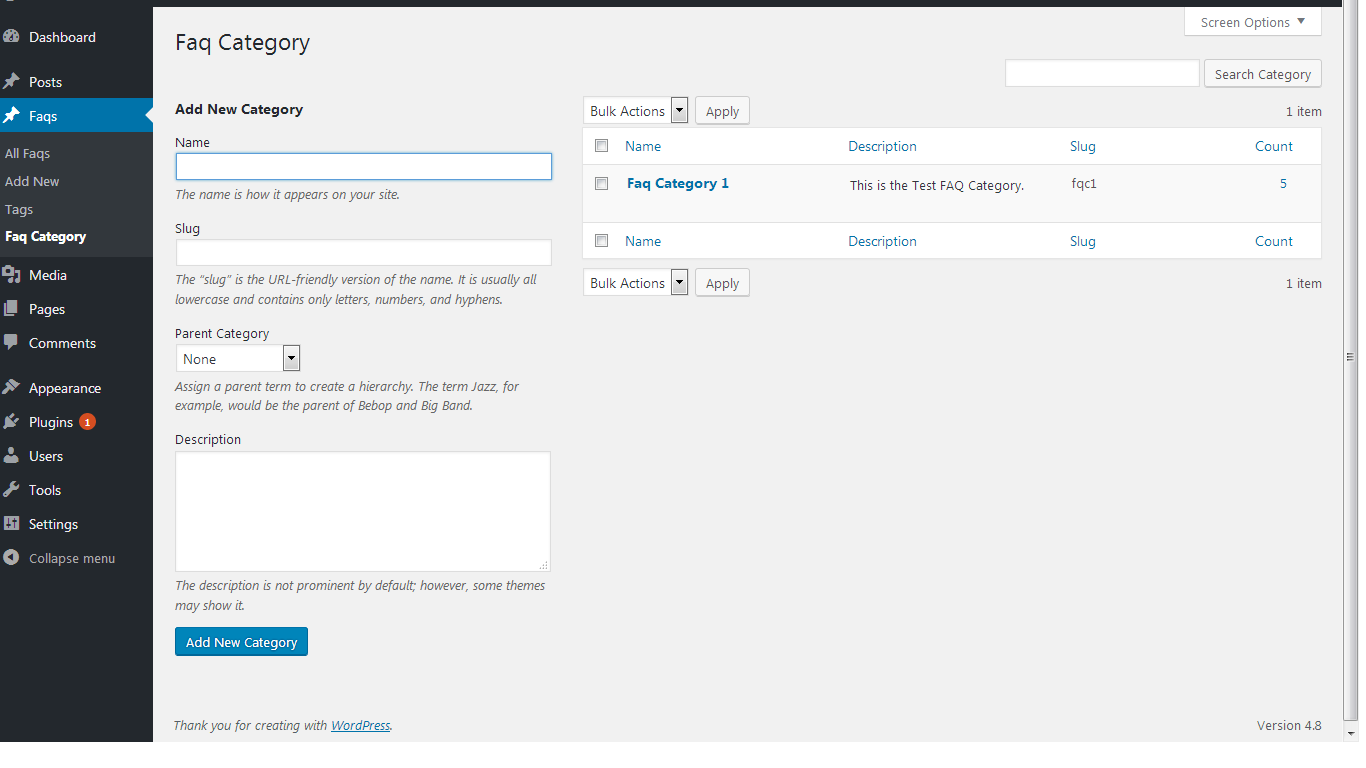 Dashboard
Posts
Faqs
All Faqs
Add New
Tags
Faq Category
Media
Pages
Comments
Appearance
Plugins 1
Users
Tools
Settings
Collapse menu
Screen Options
Faq Category
Search Category
Add New Category
Name
The name is how it appears on your site.
Slug
The “slug” is the URL-friendly version of the name. It is usually all
lowercase and contains only letters, numbers, and hyphens.
Parent Category
None
Assign a parent term to create a hierarchy. The term Jazz, for
example, would be the parent of Bebop and Big Band.
Description
The description is not prominent by default; however, some themes
may show it.
Add New Category
Bulk Actions Apply 1 item
Name Description Slug Count
Faq Category 1 This is the Test FAQ Category. fqc1 5
Name Description Slug Count
Bulk Actions Apply 1 item
Thank you for creating with WordPress. Version 4.8